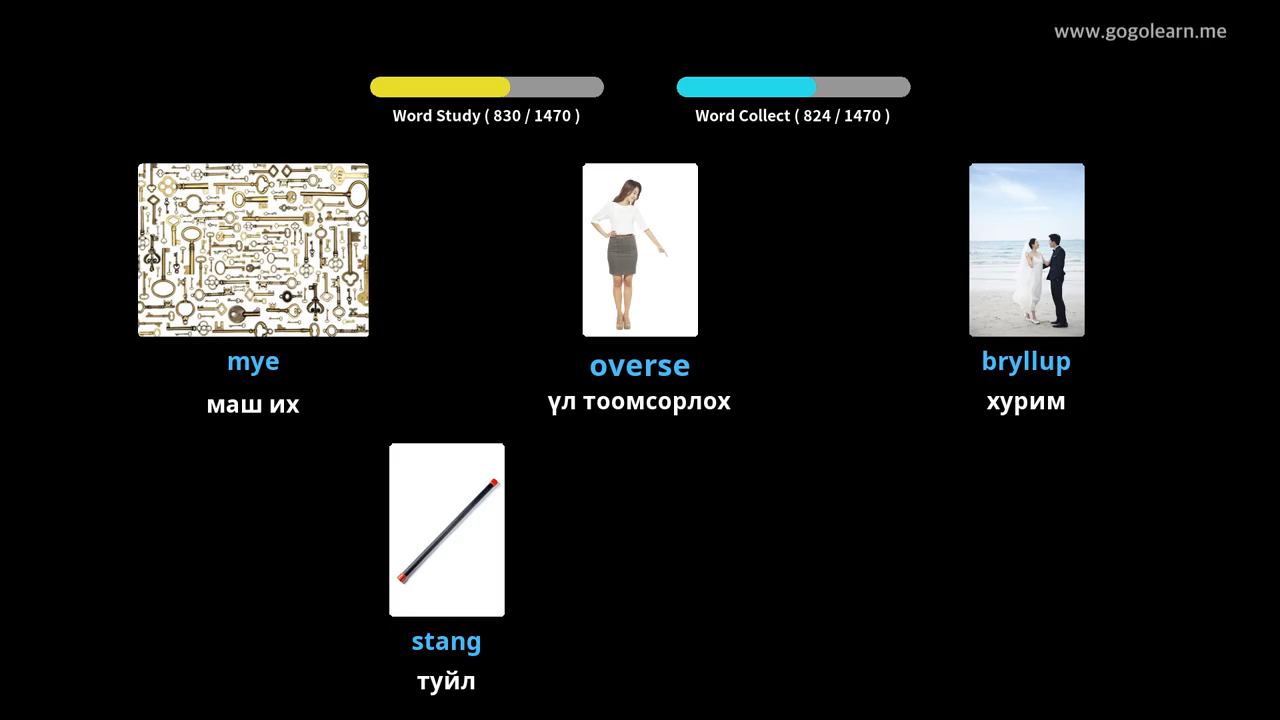 www.gogolearn.me
Word Study ( 830 / 1470 )
Word Collect ( 824 / 1470 )
mye
маш их
overse
үл тоомсорлох
bryllup
хурим
stang
туйл